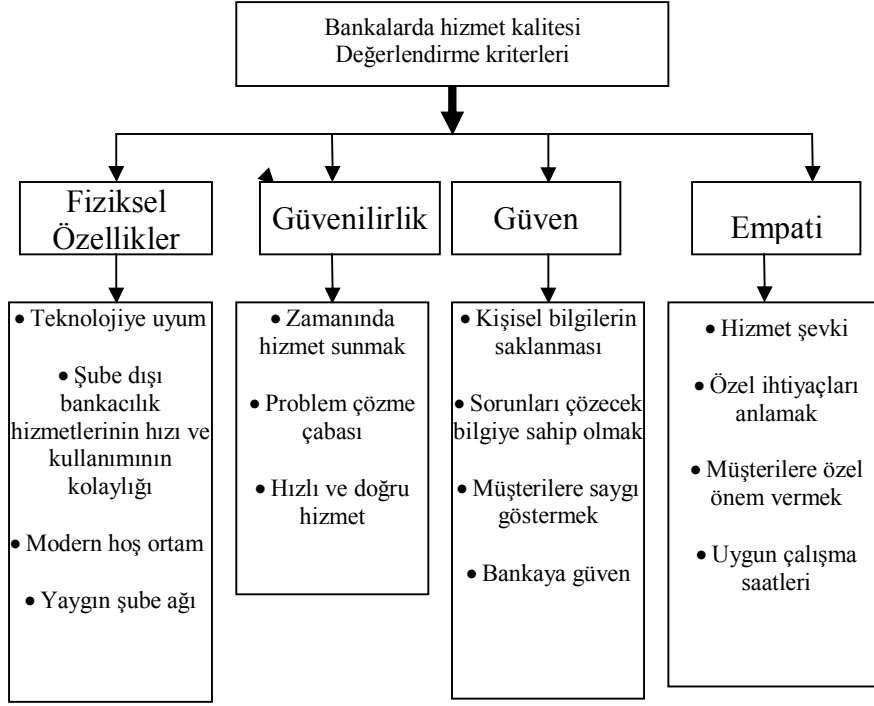 Bankalarda hizmet kalitesi
Değerlendirme kriterleri
Fiziksel
Özellikler
Güvenilirlik
Güven
Empati
• Teknolojiye uyum
• Şube dışı
bankacılık
hizmetlerinin hızı ve
kullanımının
kolaylığı
• Modern hoş ortam
• Yaygın şube ağı
• Zamanında
hizmet sunmak
• Problem çözme
çabası
• Hızlı ve doğru
hizmet
• Kişisel bilgilerin
saklanması
• Sorunları çözecek
bilgiye sahip olmak
• Müşterilere saygı
göstermek
• Bankaya güven
• Hizmet şevki
• Özel ihtiyaçları
anlamak
• Müşterilere özel
önem vermek
• Uygun çalışma
saatleri